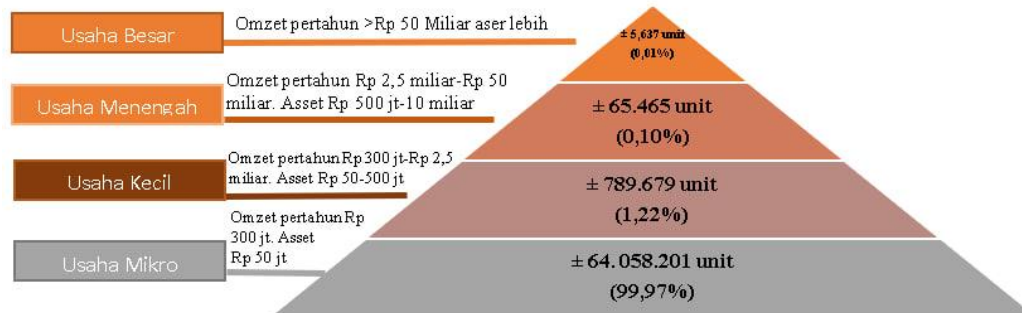 Usaha Besar
Omzet pertahun >Rp 50 Miliar aser lebih
± 5,637 unit
(0,01%)
Usaha Menengah
Omzet pertahun Rp 2,5 miliar-Rp 50
miliar. Asset Rp 500 jt-10 miliar
± 65.465 unit
(0,10%)
Usaha Kecil
Omzet pertahun Rp 300 jt-Rp 2,5
miliar. Asset Rp 50-500 jt
± 789.679 unit
(1,22%)
Usaha Mikro
Omzet pertahun Rp
300 jt. Asset
Rp 50 jt
± 64.058.201 unit
(99,97%)